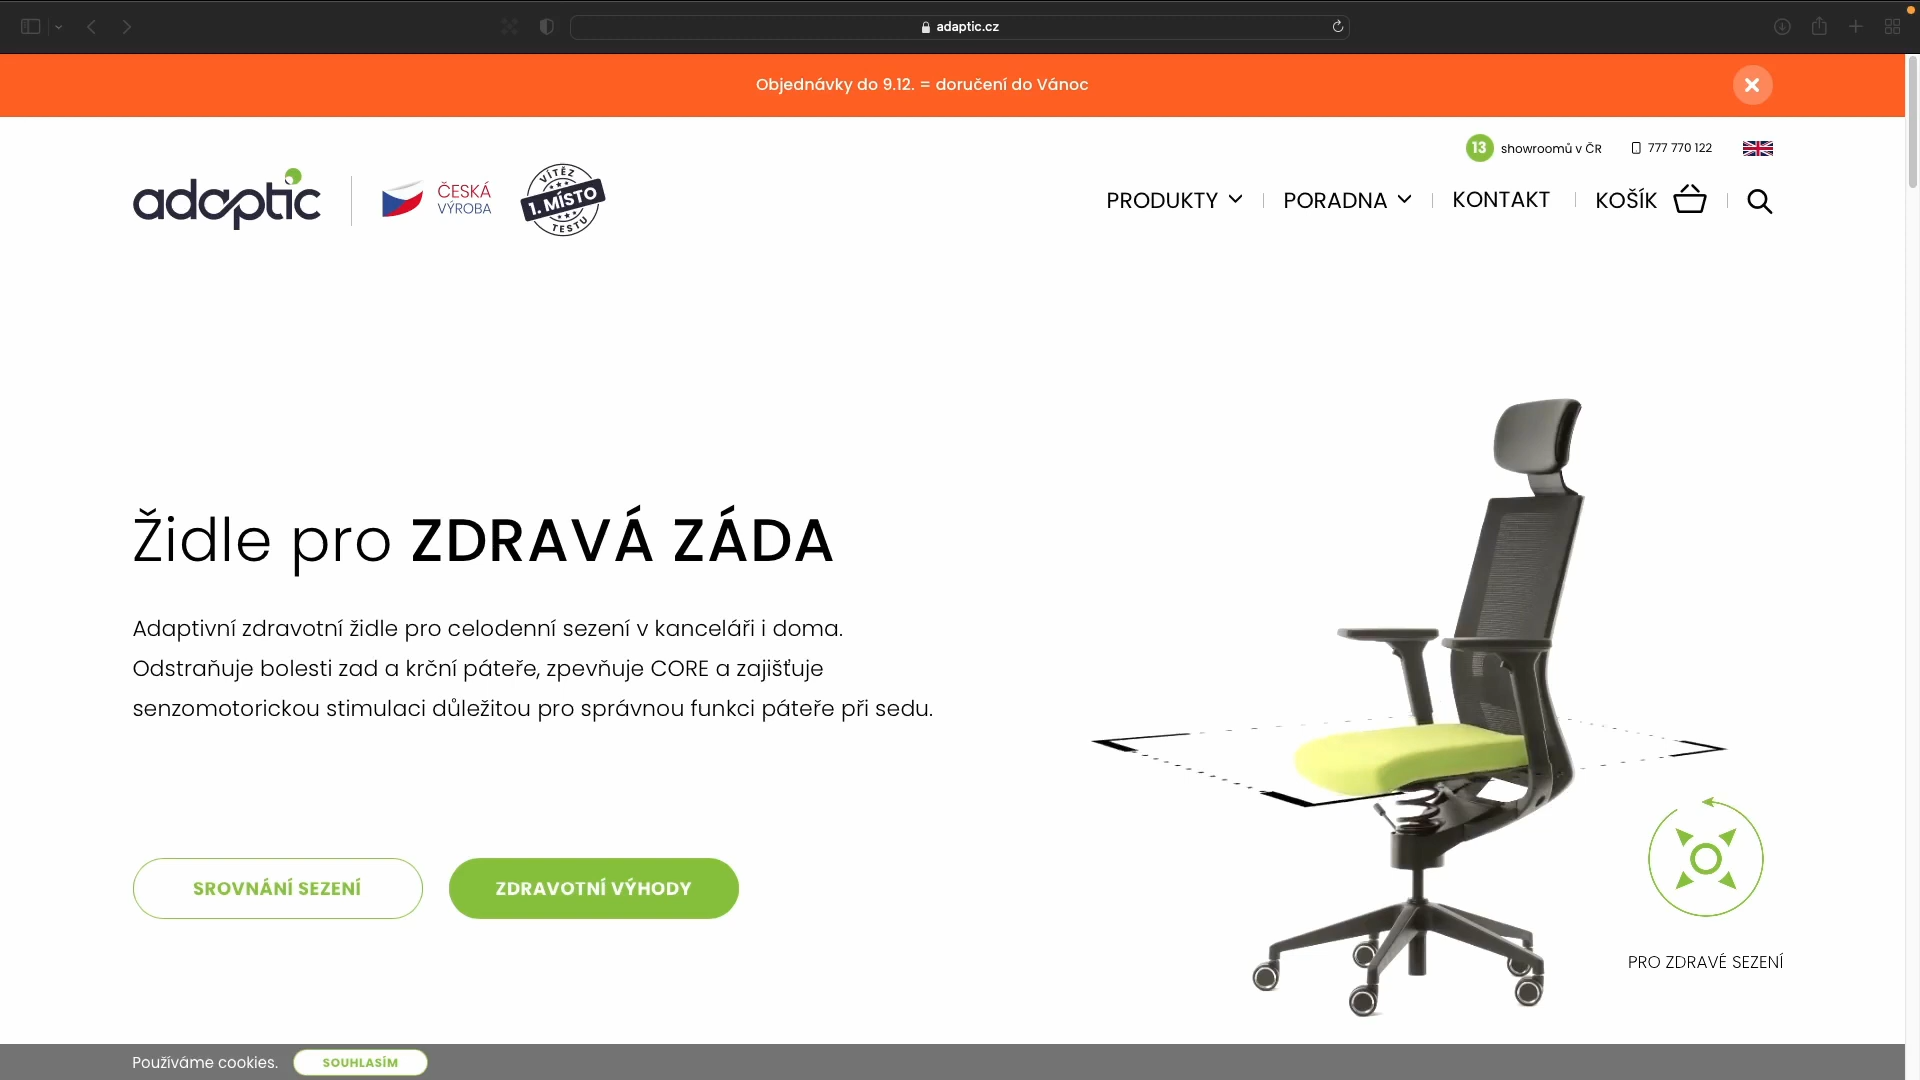 adaptic.cz
Objednávky do 9.12. = doručení do Vánoc
13 showroomů v ČR 777 770 122
adaptic
ČESKÁ
VÝROBA
VÍTĚZ
1. MÍSTO
TESTU
PRODUKTY PORADNA KONTAKT KOŠÍK
Židle pro ZDRAVÁ ZÁDA
Adaptivní zdravotní židle pro celodenní sezení v kanceláři i doma.
Odstraňuje bolesti zad a krční páteře, zpevňuje CORE a zajišťuje
senzomotorickou stimulaci důležitou pro správnou funkci páteře při sedu.
SROVNÁNÍ SEZENÍ ZDRAVOTNÍ VÝHODY
PRO ZDRAVÉ SEZENÍ
Používáme cookies. SOUHLASÍM